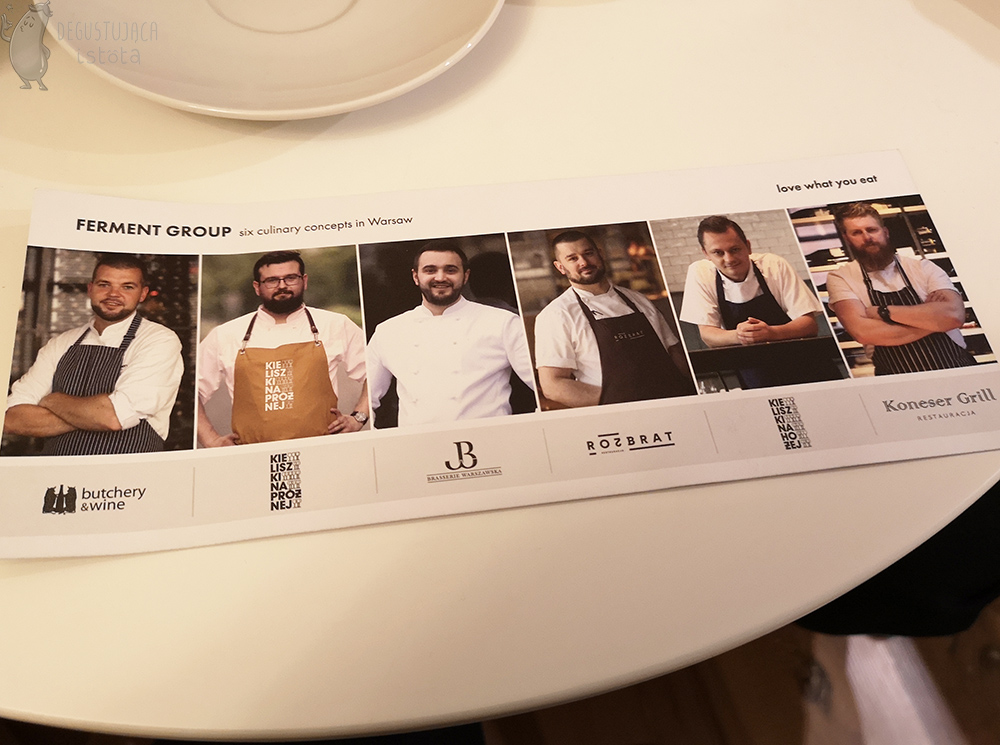 DEGUSTUJĄCA
istota
FERMENT GROUP six culinary concepts in Warsaw
love what you eat
KIE
LISZ
KI
NA
PRÓŻ
NEJ
ROZBRAT
butchery
&wine
KIE
LISZ
KI
NA
PRÓŻ
NEJ
JB
BRASSERIE WARSZAWSKA
ROZBRAT
KIE
LISZ
KI
NA
HO
ŻEJ
Koneser Grill
RESTAURACJA